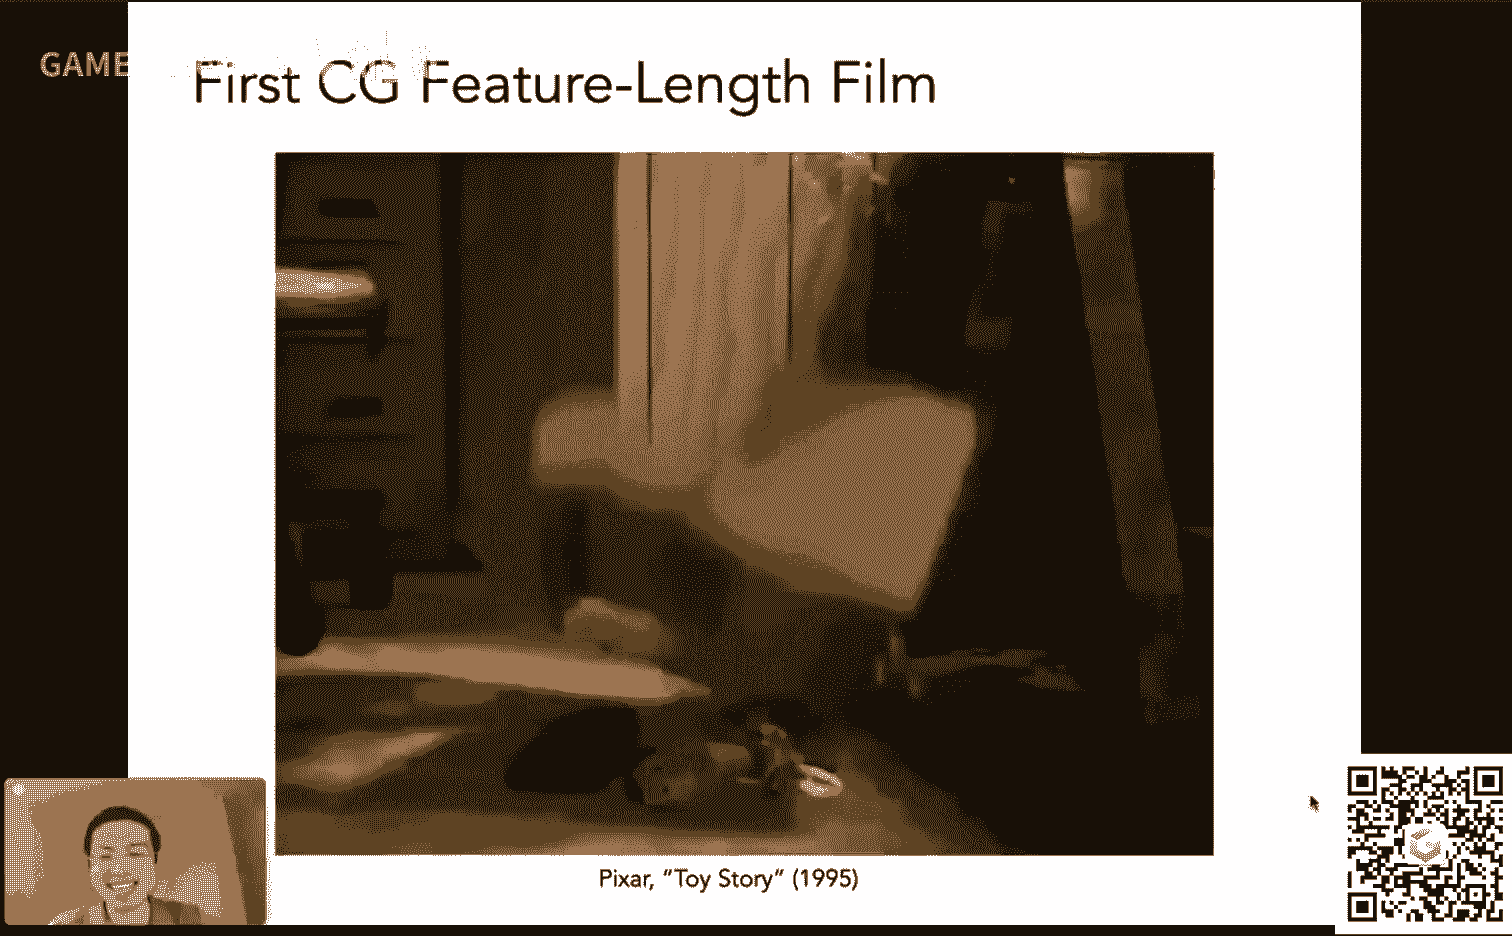 GAME
First CG Feature-Length Film
Pixar, “Toy Story” (1995)